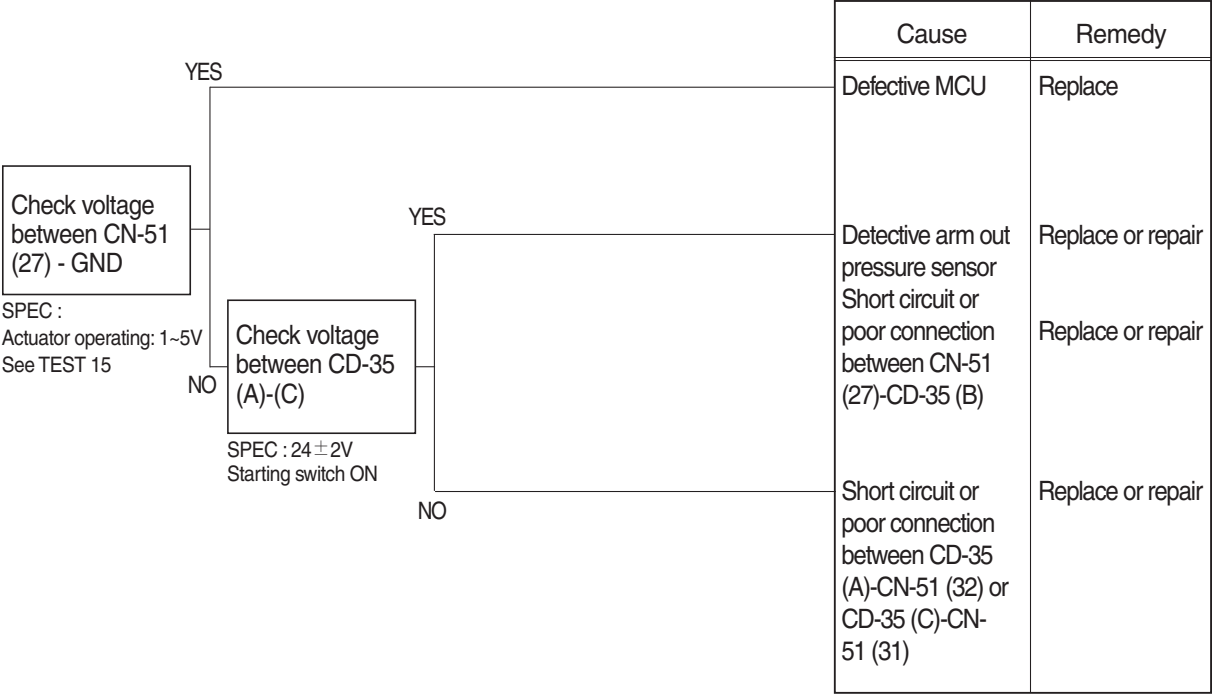 Cause
Remedy
YES
Defective MCU
Replace
Check voltage
between CN-51
(27) - GND
SPEC :
Actuator operating: 1~5V
See TEST 15
NO
YES
Detective arm out
pressure sensor
Replace or repair
Short circuit or
poor connection
between CN-51
(27)-CD-35 (B)
Replace or repair
Check voltage
between CD-35
(A)-(C)
SPEC : 24±2V
Starting switch ON
NO
Short circuit or
poor connection
between CD-35
(A)-CN-51 (32) or
CD-35 (C)-CN-
51 (31)
Replace or repair